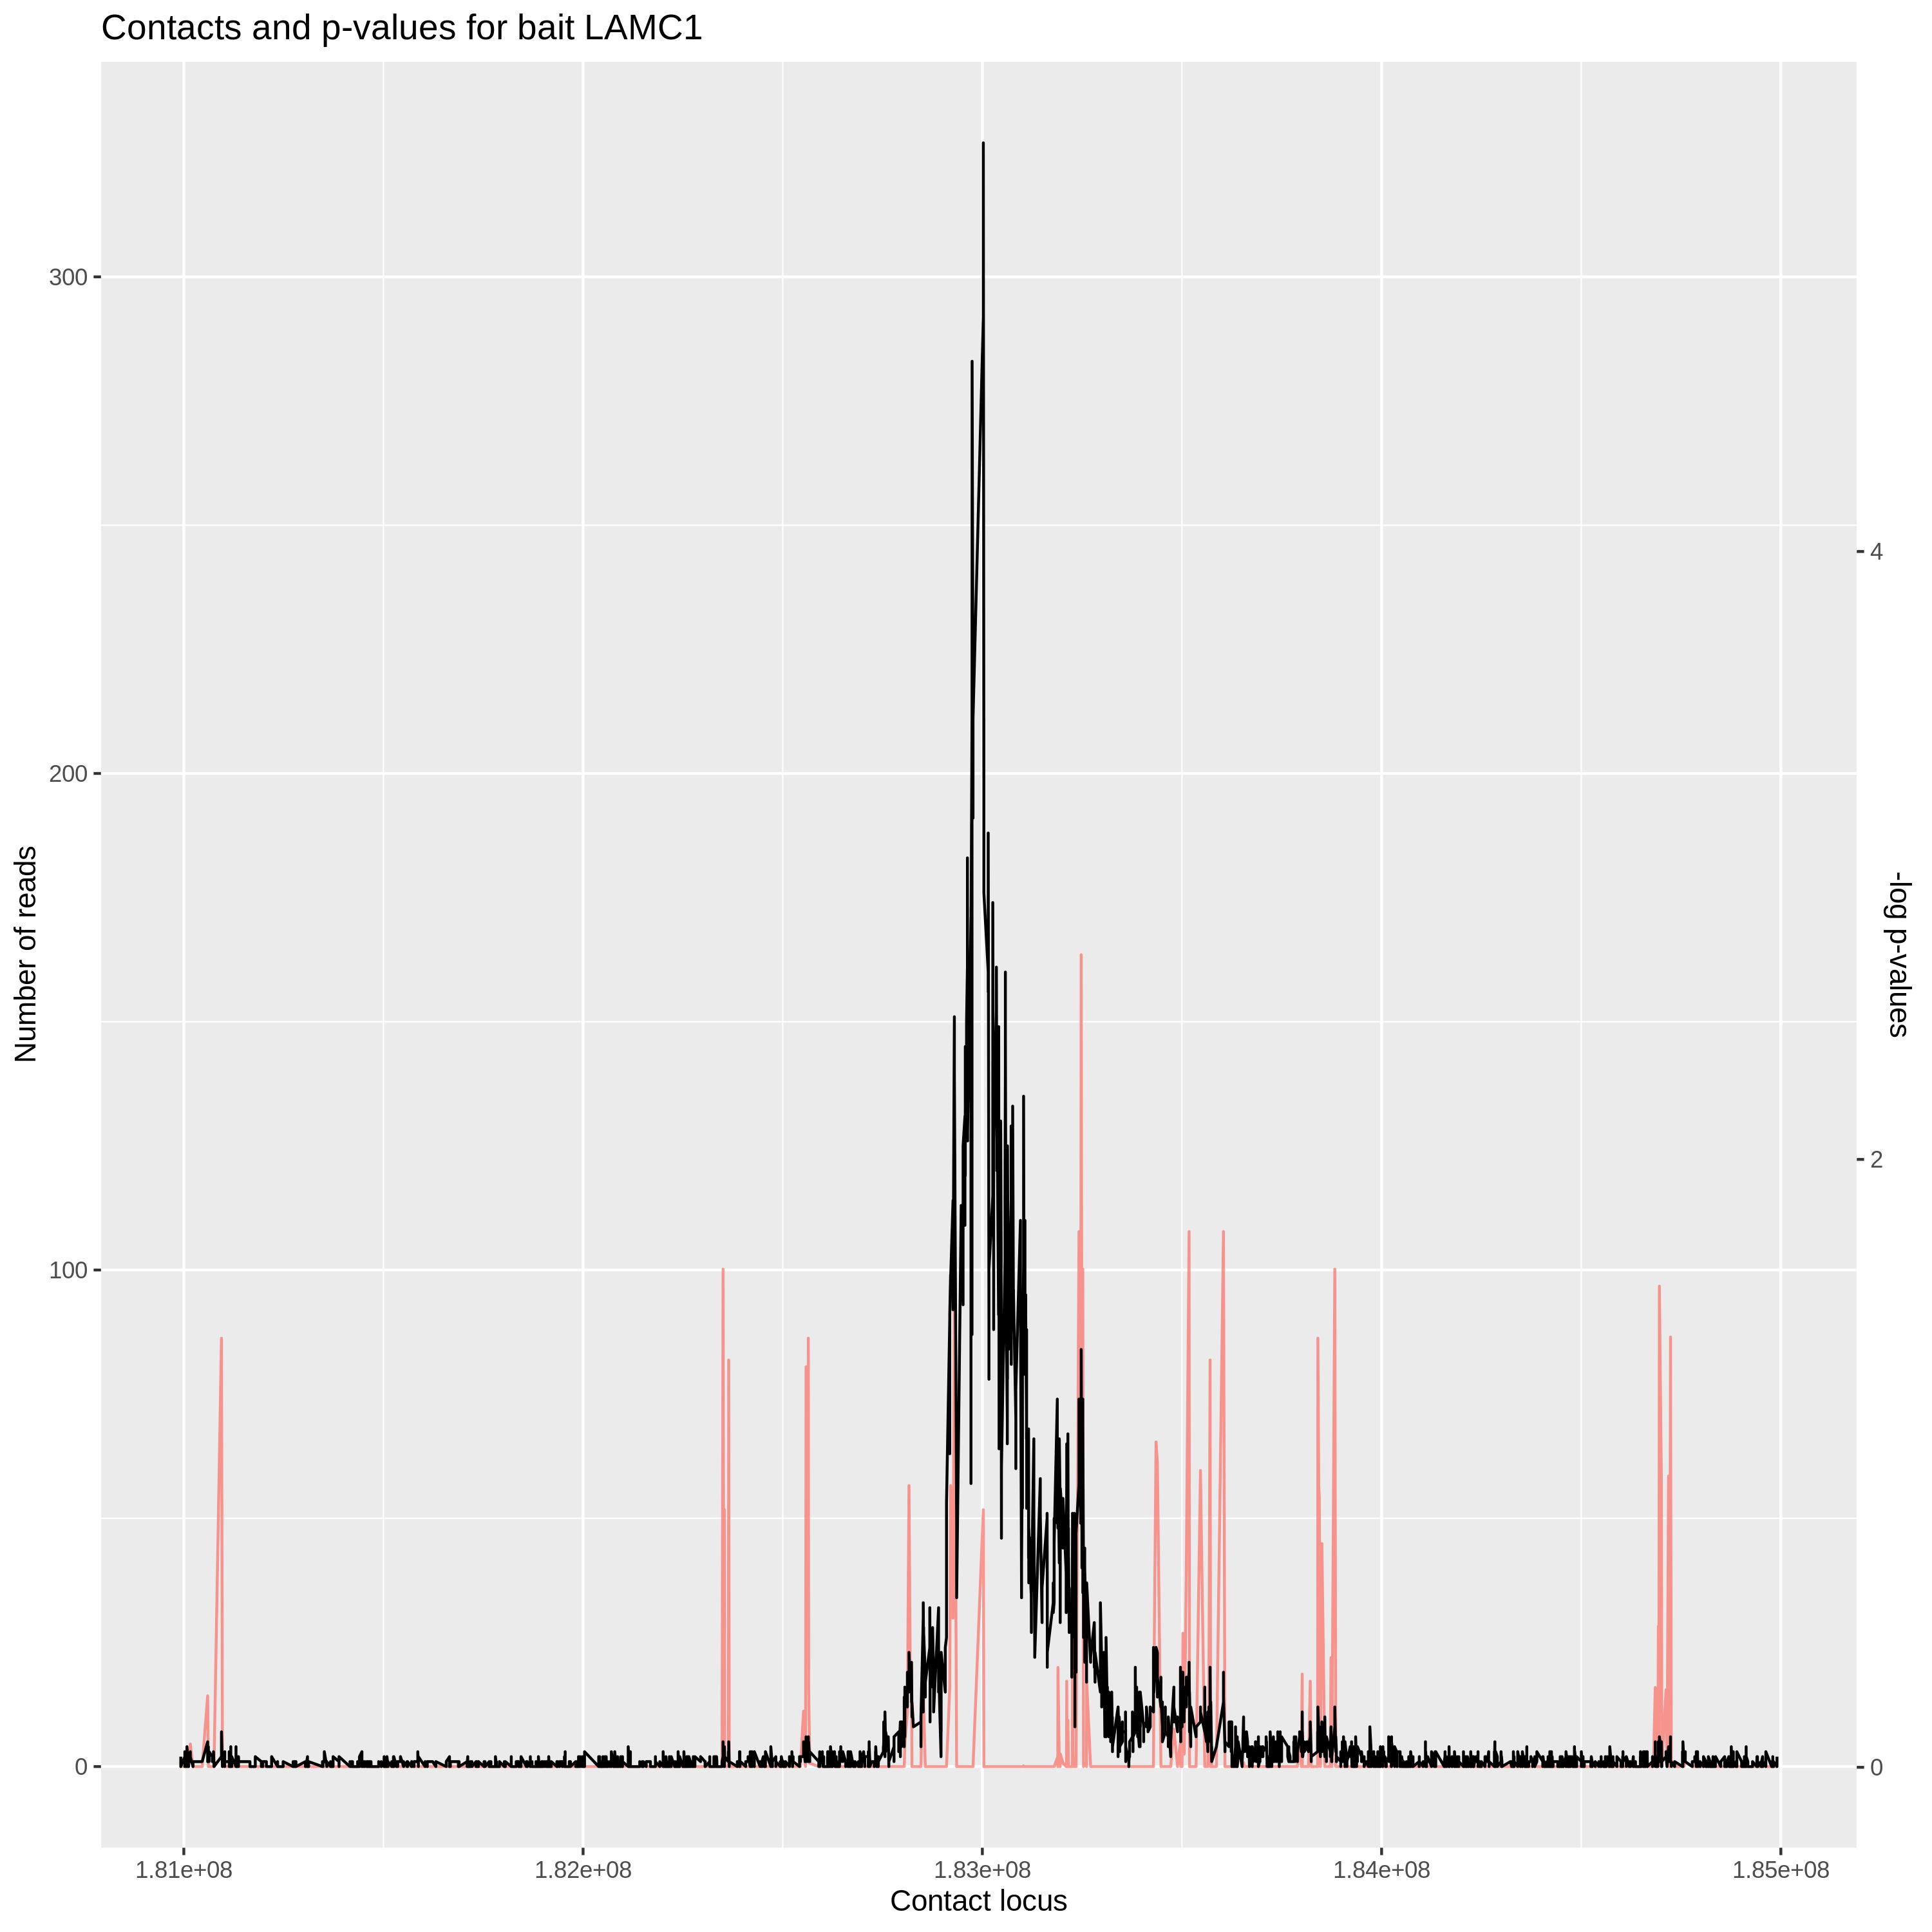 Contacts and p-values for bait LAMC1
300
200
100
0
Number of reads
4
2
0
-log p-values
1.81e+08
1.82e+08
1.83e+08
1.84e+08
1.85e+08
Contact locus